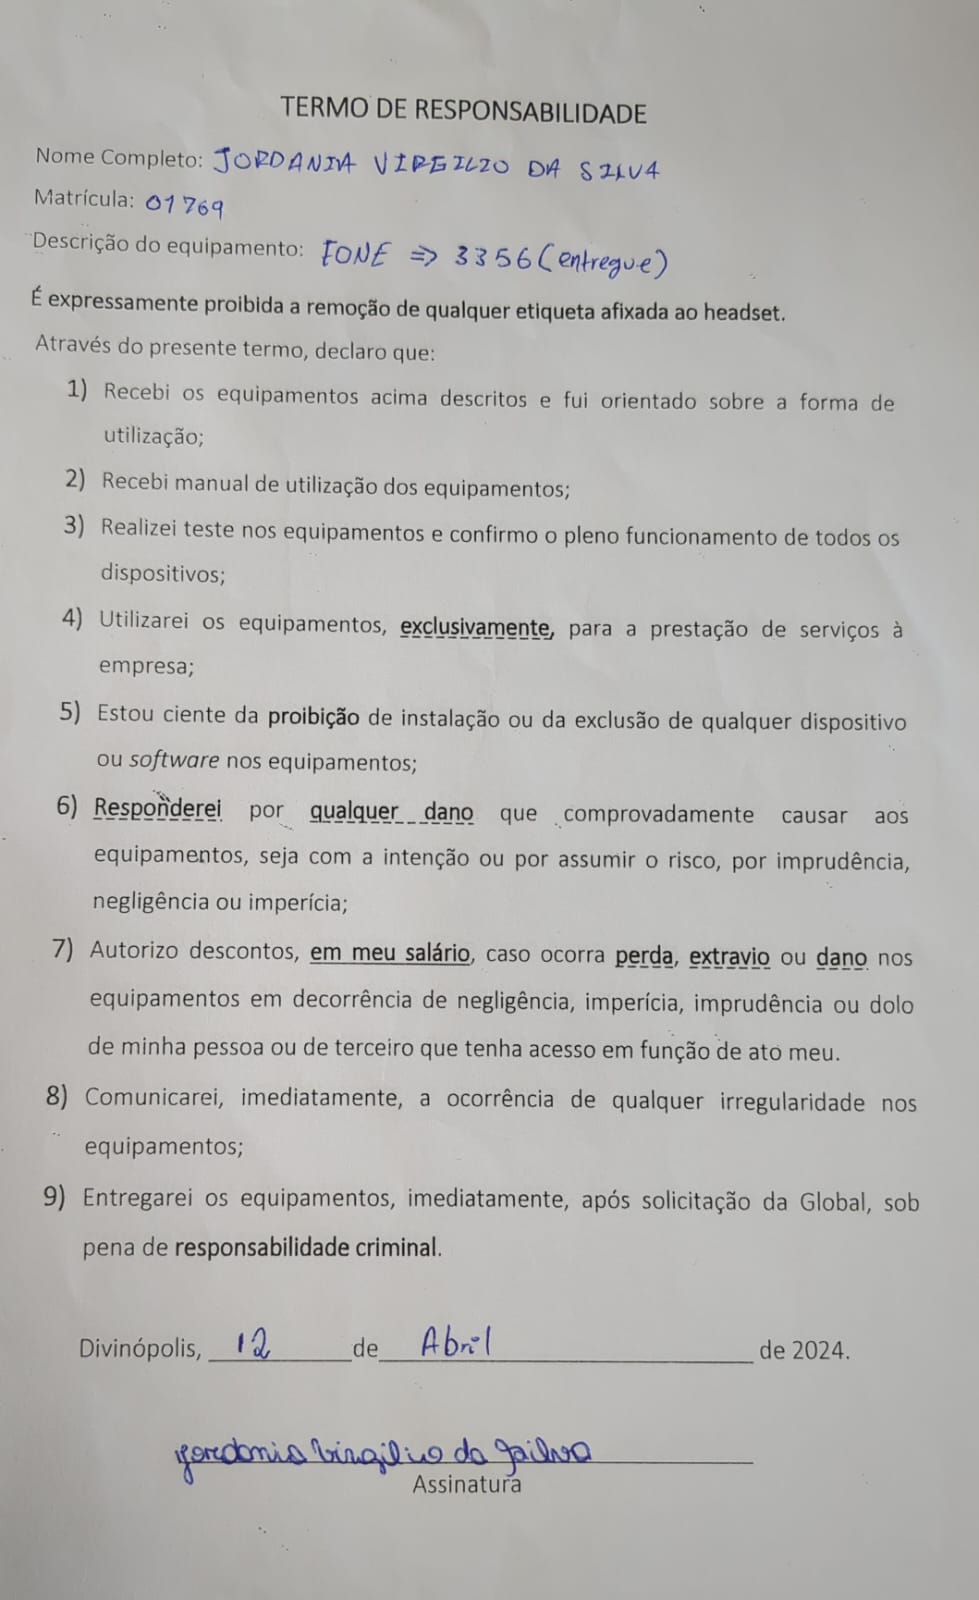 TERMO DE RESPONSABILIDADE
Nome Completo: JORDANIA VIRGILIO DA SILVA
Matrícula: 01769
Descrição do equipamento: FONE => 3356 (entregue)
É expressamente proibida a remoção de qualquer etiqueta afixada ao headset.
Através do presente termo, declaro que:
1) Recebi os equipamentos acima descritos e fui orientado sobre a forma de
utilização;
2) Recebi manual de utilização dos equipamentos;
3) Realizei teste nos equipamentos e confirmo o pleno funcionamento de todos os
dispositivos;
4) Utilizarei os equipamentos, exclusivamente, para a prestação de serviços à
empresa;
5) Estou ciente da proibição de instalação ou da exclusão de qualquer dispositivo
ou software nos equipamentos;
6) Responderei por qualquer dano que comprovadamente causar aos
equipamentos, seja com a intenção ou por assumir o risco, por imprudência,
negligência ou imperícia;
7) Autorizo descontos, em meu salário, caso ocorra perda, extravio ou dano nos
equipamentos em decorrência de negligência, imperícia, imprudência ou dolo
de minha pessoa ou de terceiro que tenha acesso em função de ato meu.
8) Comunicarei, imediatamente, a ocorrência de qualquer irregularidade nos
equipamentos;
9) Entregarei os equipamentos, imediatamente, após solicitação da Global, sob
pena de responsabilidade criminal.
Divinópolis, 12 de Abril de 2024.
Jordania Virgilio da Sailva
Assinatura